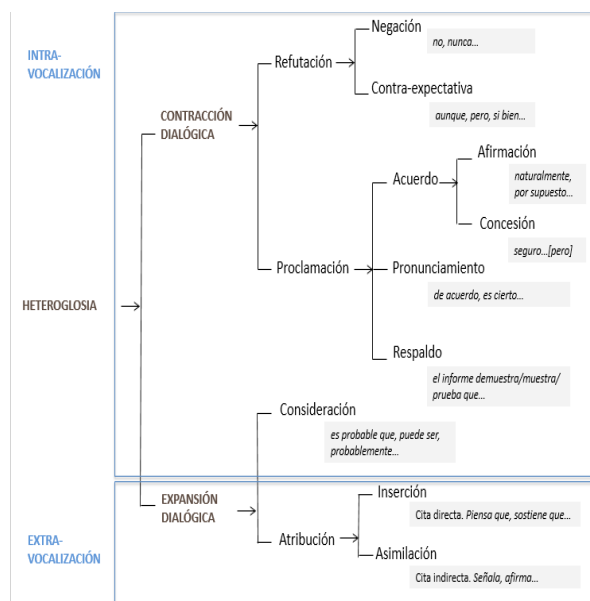 Negación
INTRA-
VOCALIZACIÓN
no, nunca...
Refutación
Contra-expectativa
aunque, pero, si bien...
CONTRACCIÓN
DIALÓGICA
Afirmación
naturalmente,
por supuesto...
Acuerdo
Concesión
seguro...[pero]
Proclamación
Pronunciamiento
de acuerdo, es cierto...
HETEROGLOSIA
Respaldo
el informe demuestra/muestra/
prueba que...
Consideración
es probable que, puede ser,
probablemente...
Inserción
EXPANSIÓN
DIALÓGICA
Cita directa. Piensa que, sostiene que...
Atribución
EXTRA-
VOCALIZACIÓN
Asimilación
Cita indirecta. Señala, afirma...